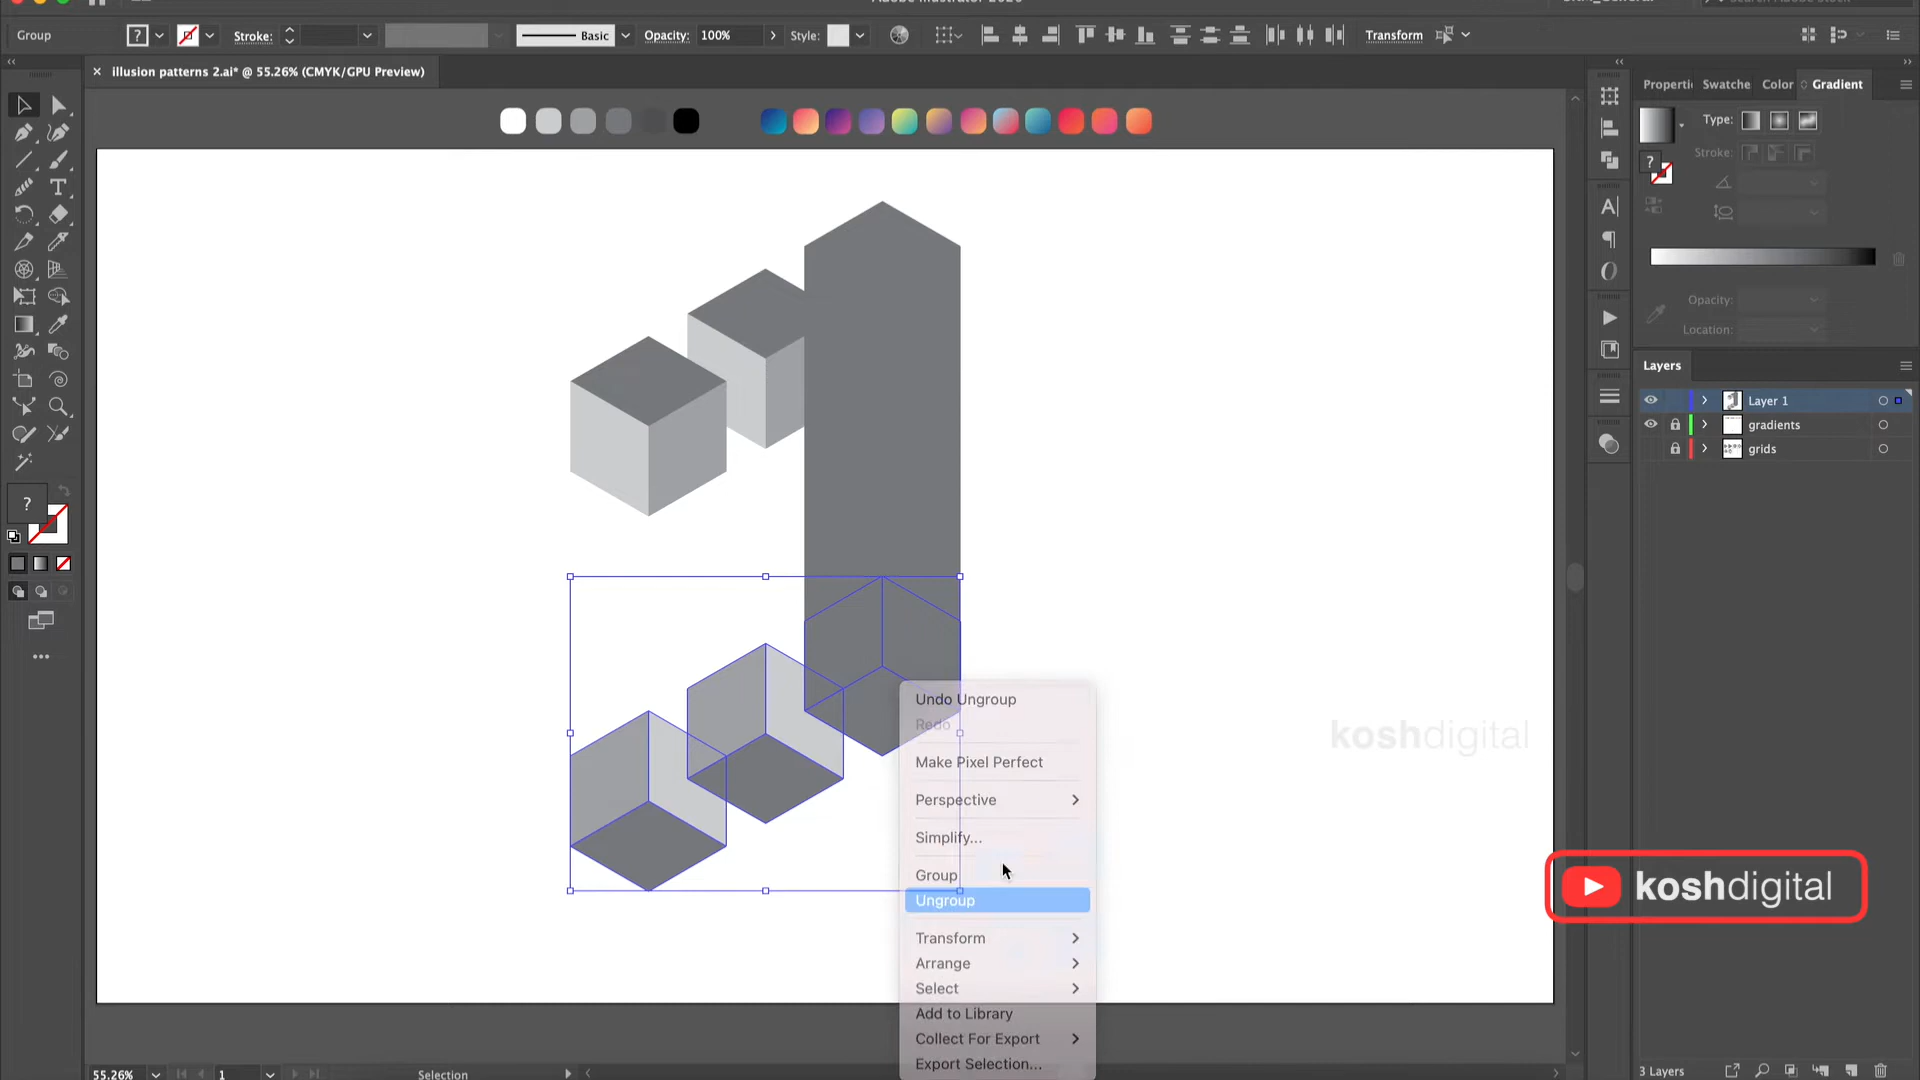 Group
?
Stroke:
Basic
Opacity:
100%
Style:
Transform
× illusion patterns 2.ai* @ 55.26% (CMYK/GPU Preview)
Properti
Swatche
Color
Gradient
Type:
Stroke:
?
Opacity:
Location:
Layers
Layer 1
gradients
grids
?
Undo Ungroup
Redo
Make Pixel Perfect
Perspective
Simplify...
Group
Ungroup
Transform
Arrange
Select
Add to Library
Collect For Export
Export Selection...
koshdigital
koshdigital
55.26%
1
Selection
3 Layers